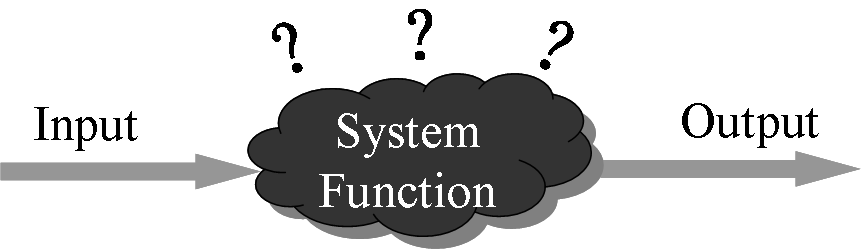 ? ? ?
Input
System
Function
Output